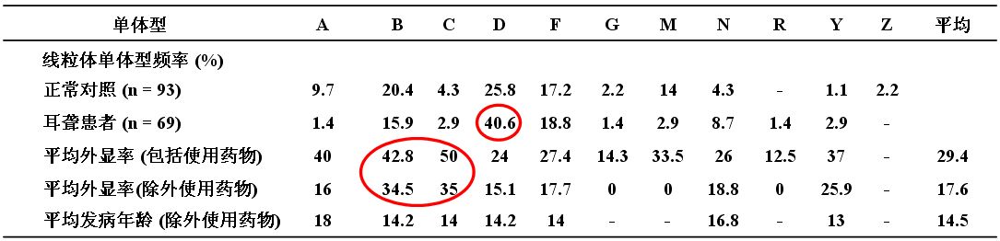 单体型 A B C D F G M N R Y Z 平均
线粒体单体型频率 (%)
正常对照 (n = 93) 9.7 20.4 4.3 25.8 17.2 2.2 14 4.3 - 1.1 2.2
耳聋患者 (n = 69) 1.4 15.9 2.9 40.6 18.8 1.4 2.9 8.7 1.4 2.9 -
平均外显率 (包括使用药物) 40 42.8 50 24 27.4 14.3 33.5 26 12.5 37 - 29.4
平均外显率(除外使用药物) 16 34.5 35 15.1 17.7 0 0 18.8 0 25.9 - 17.6
平均发病年龄 (除外使用药物) 18 14.2 14 14.2 14 - - 16.8 - 13 - 14.5